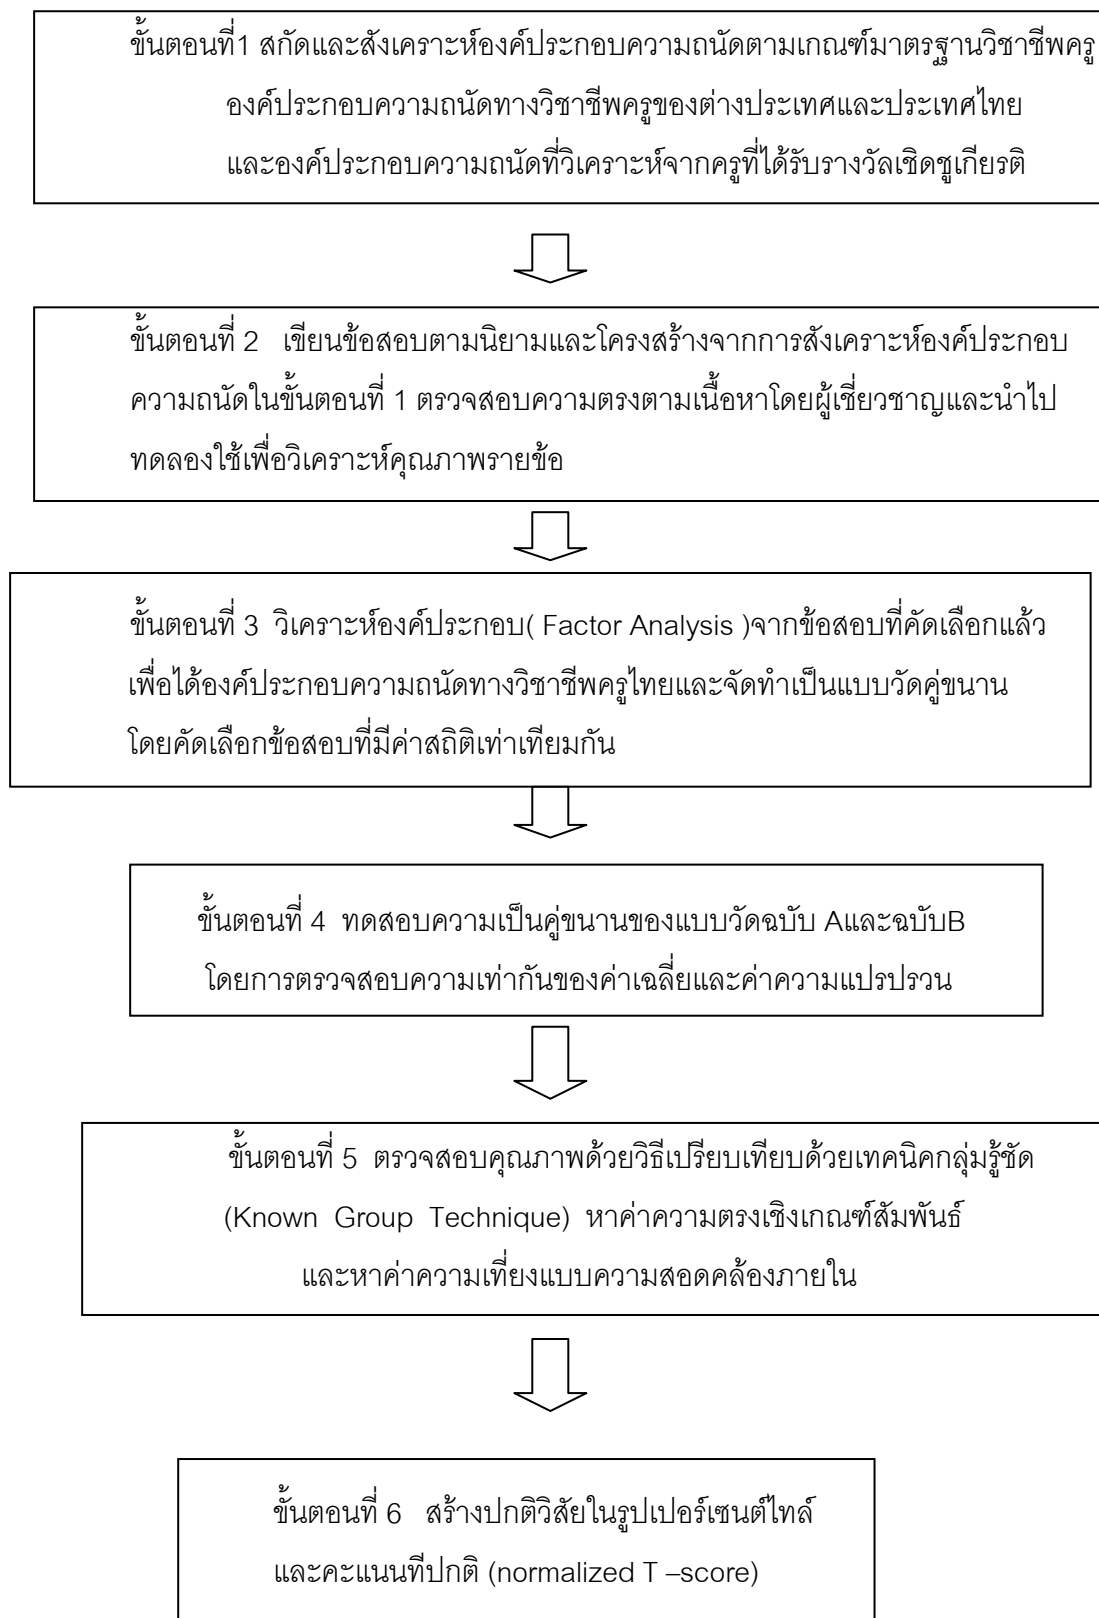 ขั้นตอนที่1 สกัดและสังเคราะห์องค์ประกอบความถนัดตามเกณฑ์มาตรฐานวิชาชีพครู
องค์ประกอบความถนัดทางวิชาชีพครูของต่างประเทศและประเทศไทย
และองค์ประกอบความถนัดที่วิเคราะห์จากครูที่ได้รับรางวัลเชิดชูเกียรติ
ขั้นตอนที่ 2 เขียนข้อสอบตามนิยามและโครงสร้างจากการสังเคราะห์องค์ประกอบ
ความถนัดในขั้นตอนที่ 1 ตรวจสอบความตรงตามเนื้อหาโดยผู้เชี่ยวชาญและนำไป
ทดลองใช้เพื่อวิเคราะห์คุณภาพรายข้อ
ขั้นตอนที่ 3 วิเคราะห์องค์ประกอบ( Factor Analysis )จากข้อสอบที่คัดเลือกแล้ว
เพื่อได้องค์ประกอบความถนัดทางวิชาชีพครูไทยและจัดทำเป็นแบบวัดคู่ขนาน
โดยคัดเลือกข้อสอบที่มีค่าสถิติเท่าเทียมกัน
ขั้นตอนที่ 4 ทดสอบความเป็นคู่ขนานของแบบวัดฉบับ AและฉบับB
โดยการตรวจสอบความเท่ากันของค่าเฉลี่ยและค่าความแปรปรวน
ขั้นตอนที่ 5 ตรวจสอบคุณภาพด้วยวิธีเปรียบเทียบด้วยเทคนิคกลุ่มรู้ชัด
(Known Group Technique) หาค่าความตรงเชิงเกณฑ์สัมพันธ์
และหาค่าความเที่ยงแบบความสอดคล้องภายใน
ขั้นตอนที่ 6 สร้างปกติวิสัยในรูปเปอร์เซนต์ไทล์
และคะแนนทีปกติ (normalized T –score)